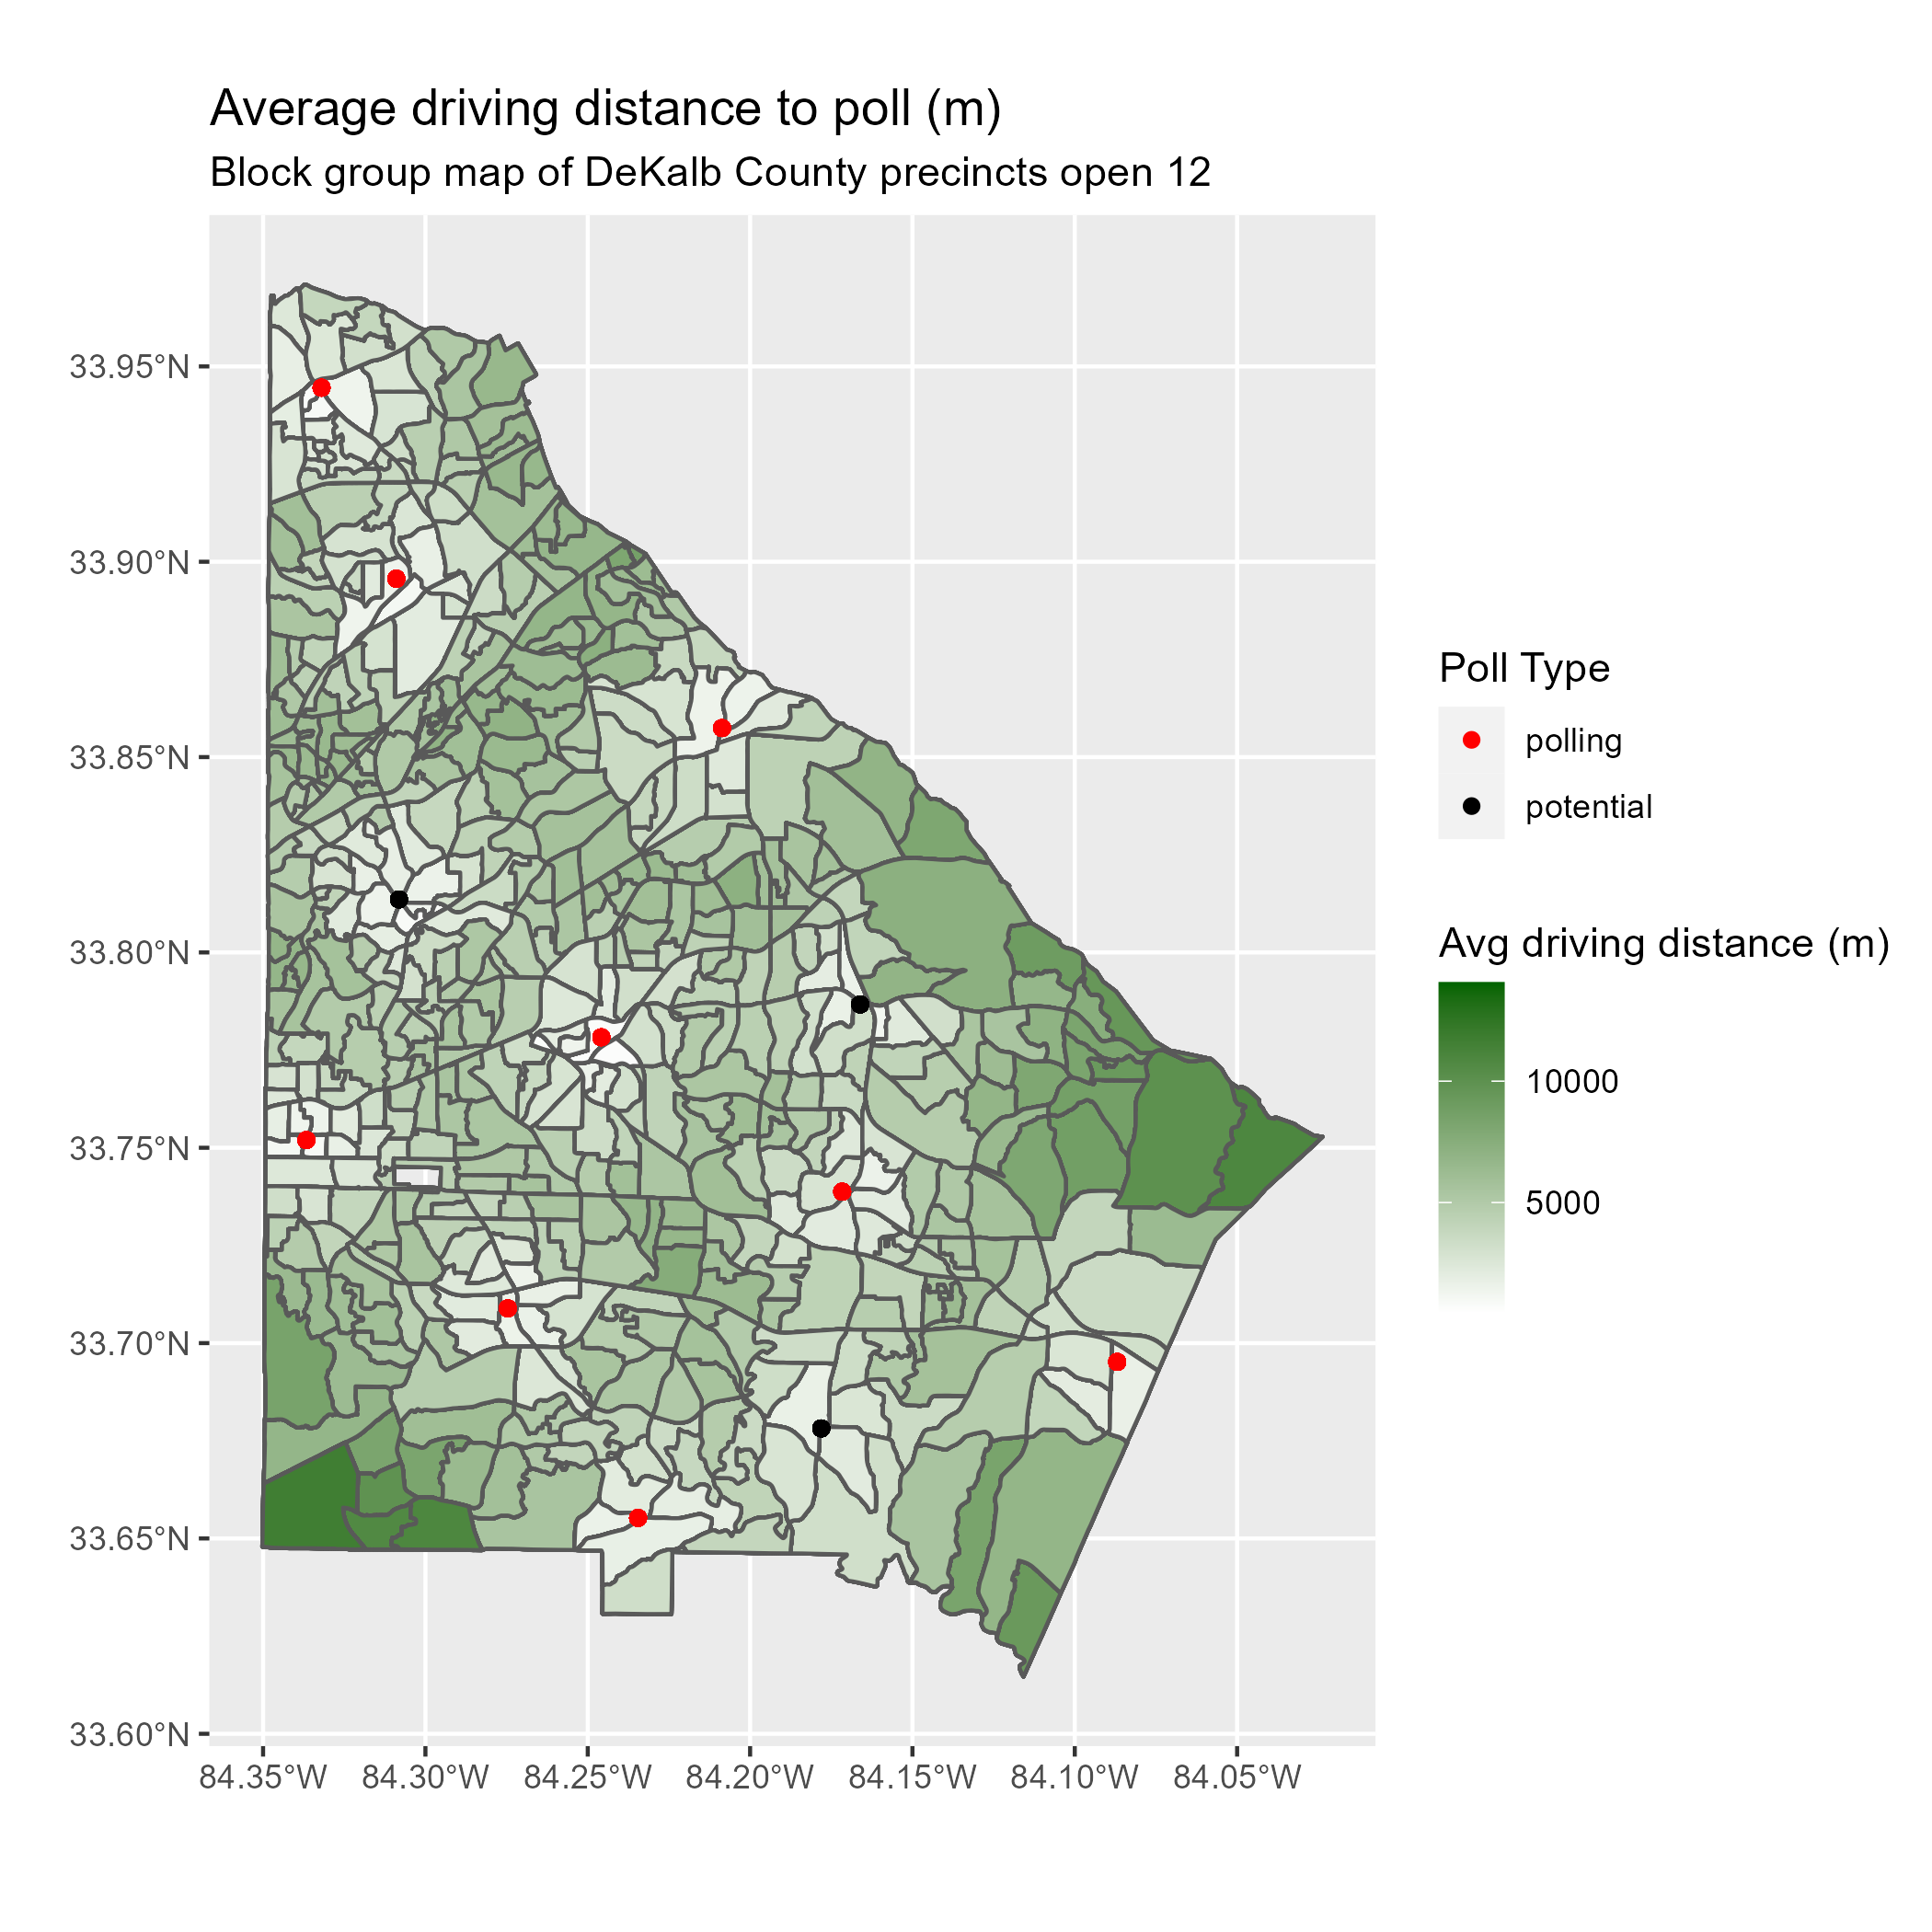 Average driving distance to poll (m)
Block group map of DeKalb County precincts open 12
33.95°N
33.90°N
33.85°N
33.80°N
33.75°N
33.70°N
33.65°N
33.60°N
84.35°W 84.30°W 84.25°W 84.20°W 84.15°W 84.10°W 84.05°W
Poll Type
polling
potential
Avg driving distance (m)
10000
5000